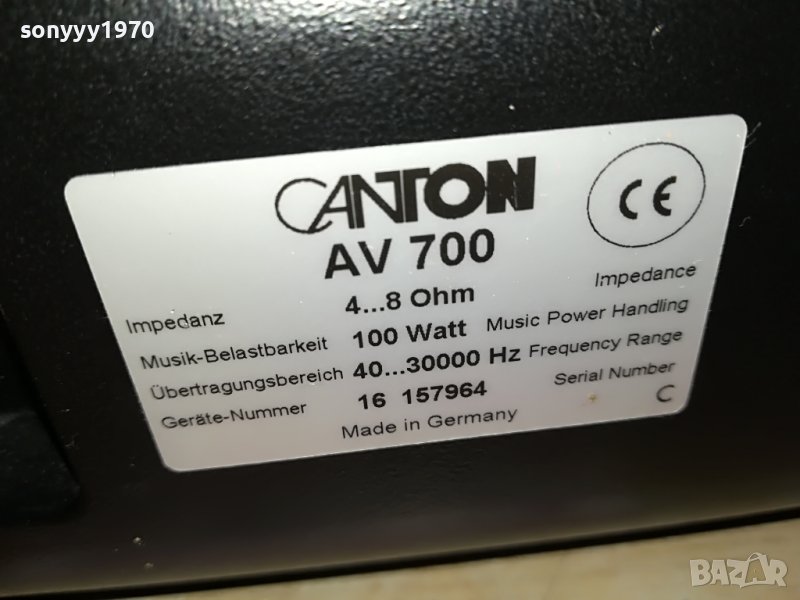 sonyyy1970
CANTON
CE
AV 700
Impedanz 4...8 Ohm Impedance
Musik-Belastbarkeit 100 Watt Music Power Handling
Übertragungsbereich 40...30000 Hz Frequency Range
Geräte-Nummer 16 157964 Serial Number
Made in Germany C
BAZAR